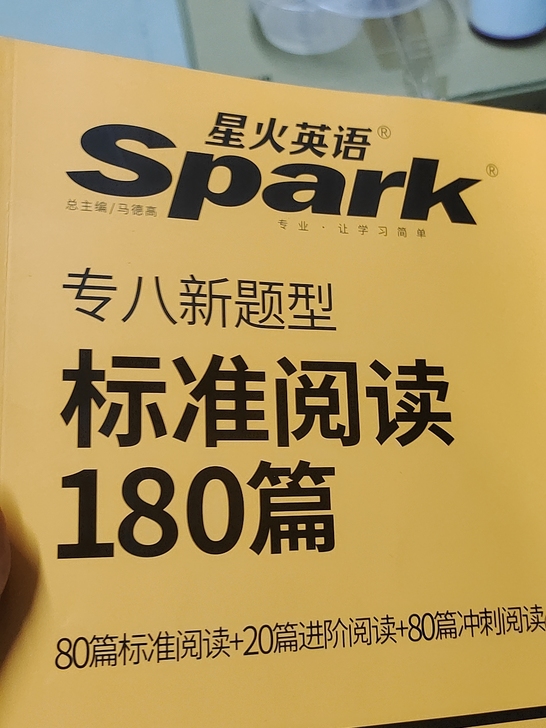 星火英语®
Spark®
总主编/马德高
专业·让学习简单
专八新题型
标准阅读
180篇
80篇标准阅读+20篇进阶阅读+80篇冲刺阅读